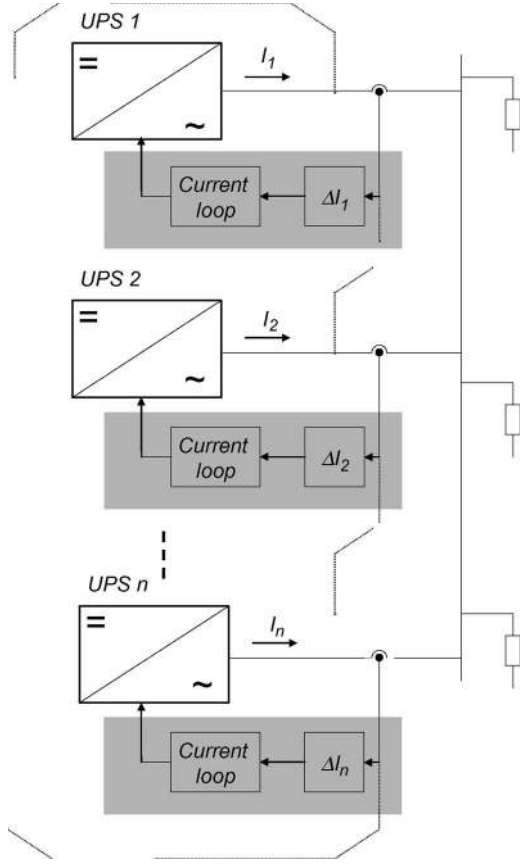 UPS 1
I1
=
~
Current
loop
ΔI1
UPS 2
I2
=
~
Current
loop
ΔI2
UPS n
In
=
~
Current
loop
ΔIn